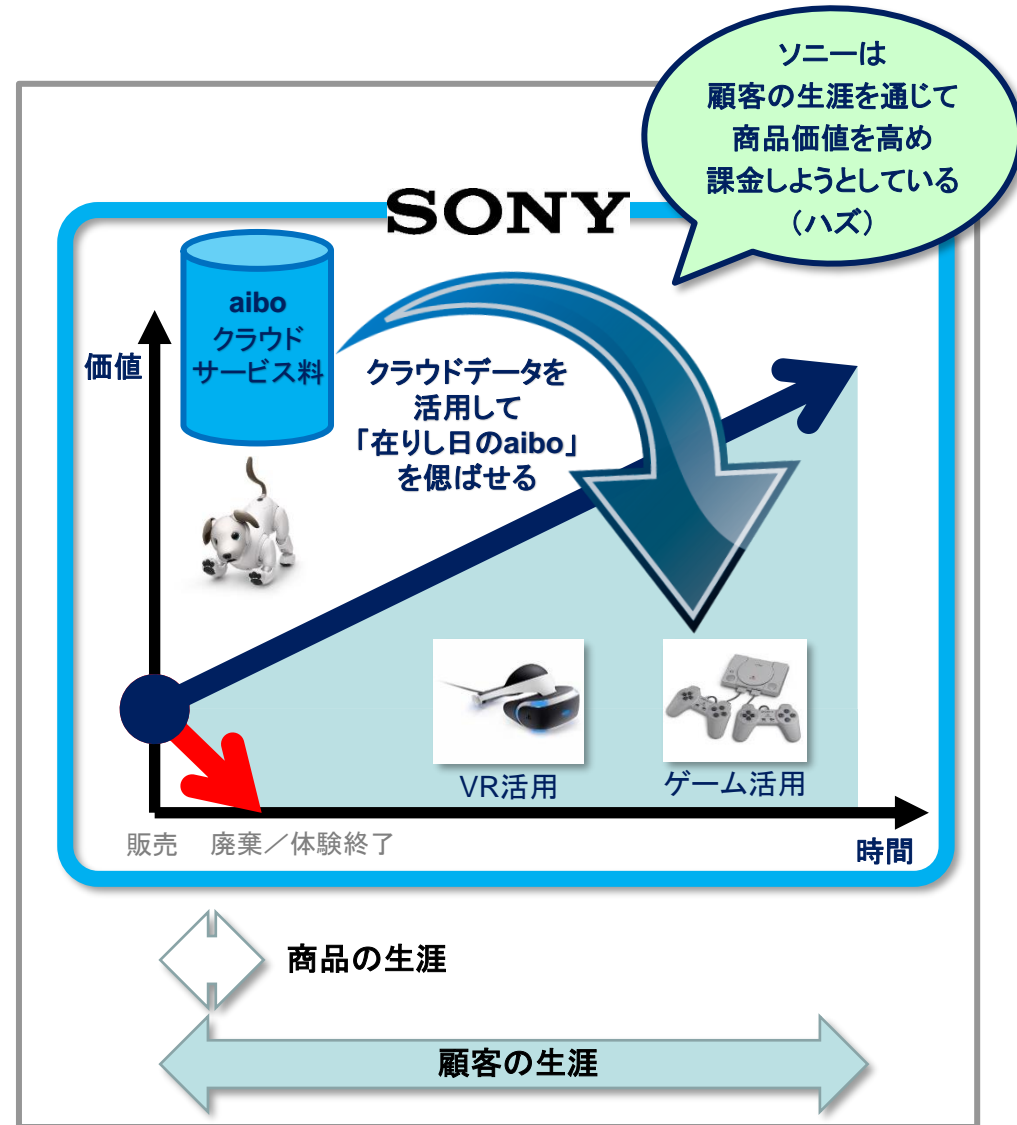 ソニーは
顧客の生涯を通じて
商品価値を高め
課金しようとしている
（ハズ）
SONY
aibo
クラウド
サービス料
価値
クラウドデータを
活用して
「在りし日のaibo」
を偲ばせる
VR活用
ゲーム活用
販売
廃棄／体験終了
時間
商品の生涯
顧客の生涯